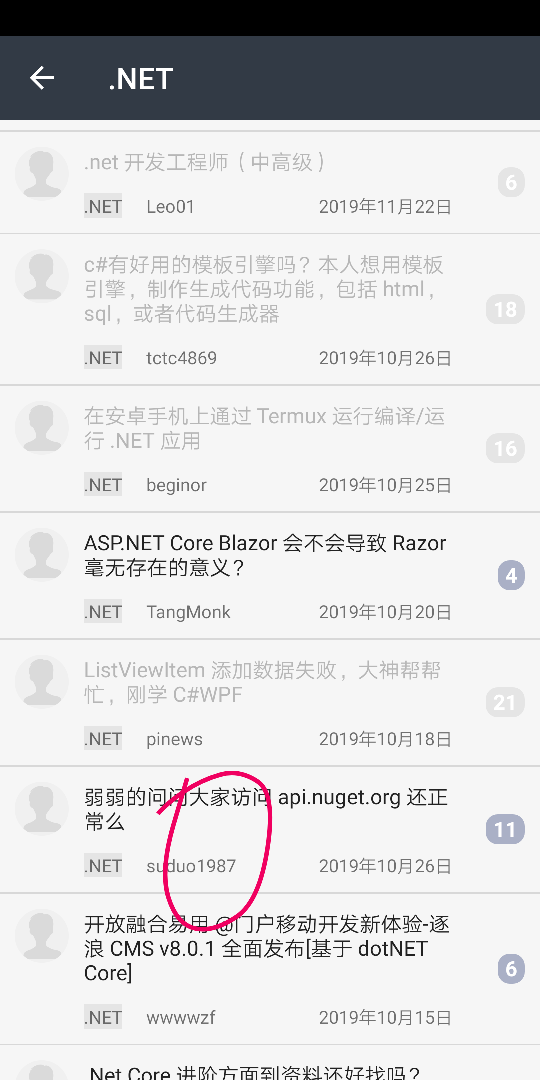 .NET
.net 开发工程师（中高级）
6
.NET Leo01 2019年11月22日
c#有好用的模板引擎吗？本人想用模板
引擎，制作生成代码功能，包括 html，
sql，或者代码生成器
18
.NET tctc4869 2019年10月26日
在安卓手机上通过 Termux 运行编译/运
行 .NET 应用
16
.NET beginor 2019年10月25日
ASP.NET Core Blazor 会不会导致 Razor
毫无存在的意义？
4
.NET TangMonk 2019年10月20日
ListViewItem 添加数据失败，大神帮帮
忙，刚学 C#WPF
21
.NET pinews 2019年10月18日
弱弱的问问大家访问 api.nuget.org 还正
常么
11
.NET suduo1987 2019年10月26日
开放融合易用 @门户移动开发新体验-逐
浪 CMS v8.0.1 全面发布[基于 dotNET
Core]
6
.NET wwwwzf 2019年10月15日
.Net Core 进阶方面到资料还好找吗？